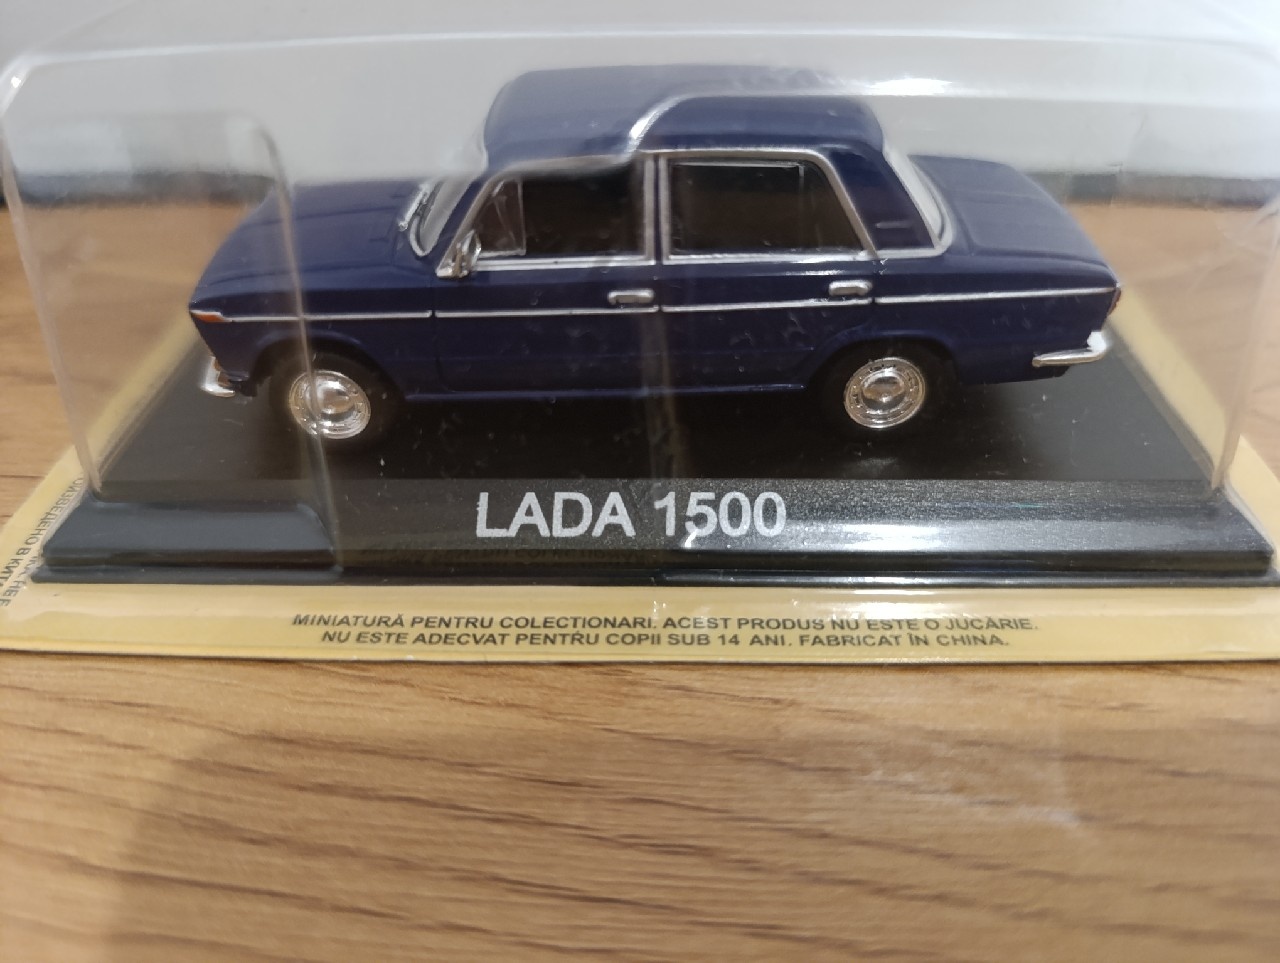 LADA 1500
MINIATURĂ PENTRU COLECTIONARI. ACEST PRODUS NU ESTE O JUCĂRIE.
NU ESTE ADECVAT PENTRU COPII SUB 14 ANI. FABRICAT ÎN CHINA.